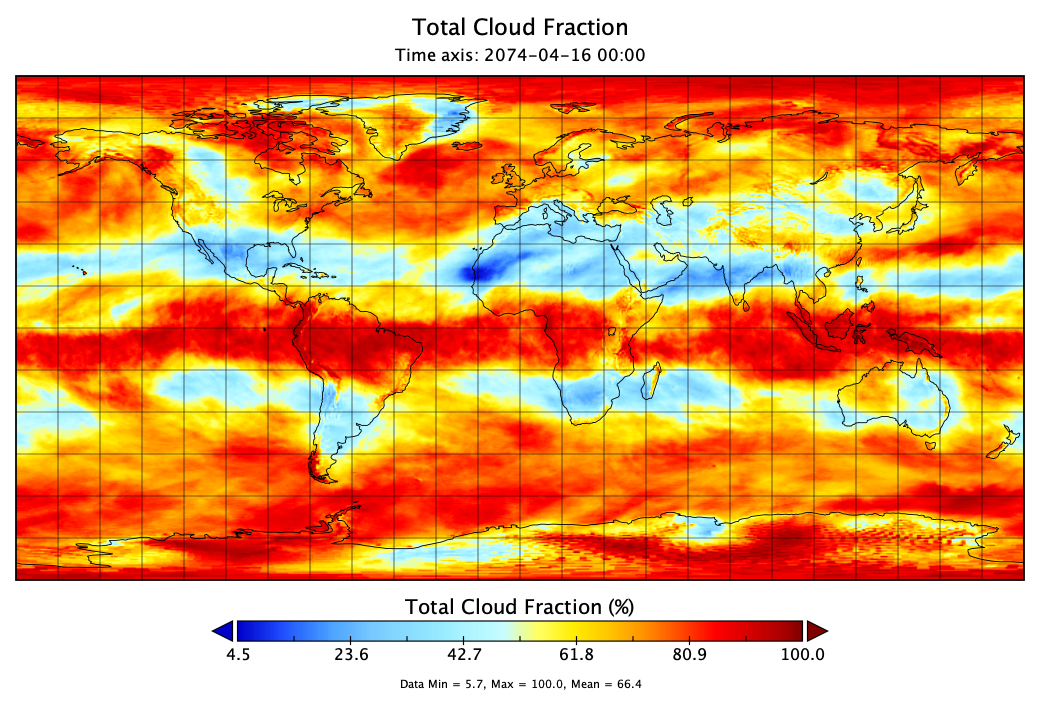 Total Cloud Fraction
Time axis: 2074-04-16 00:00
Total Cloud Fraction (%)
4.5 23.6 42.7 61.8 80.9 100.0
Data Min = 5.7, Max = 100.0, Mean = 66.4